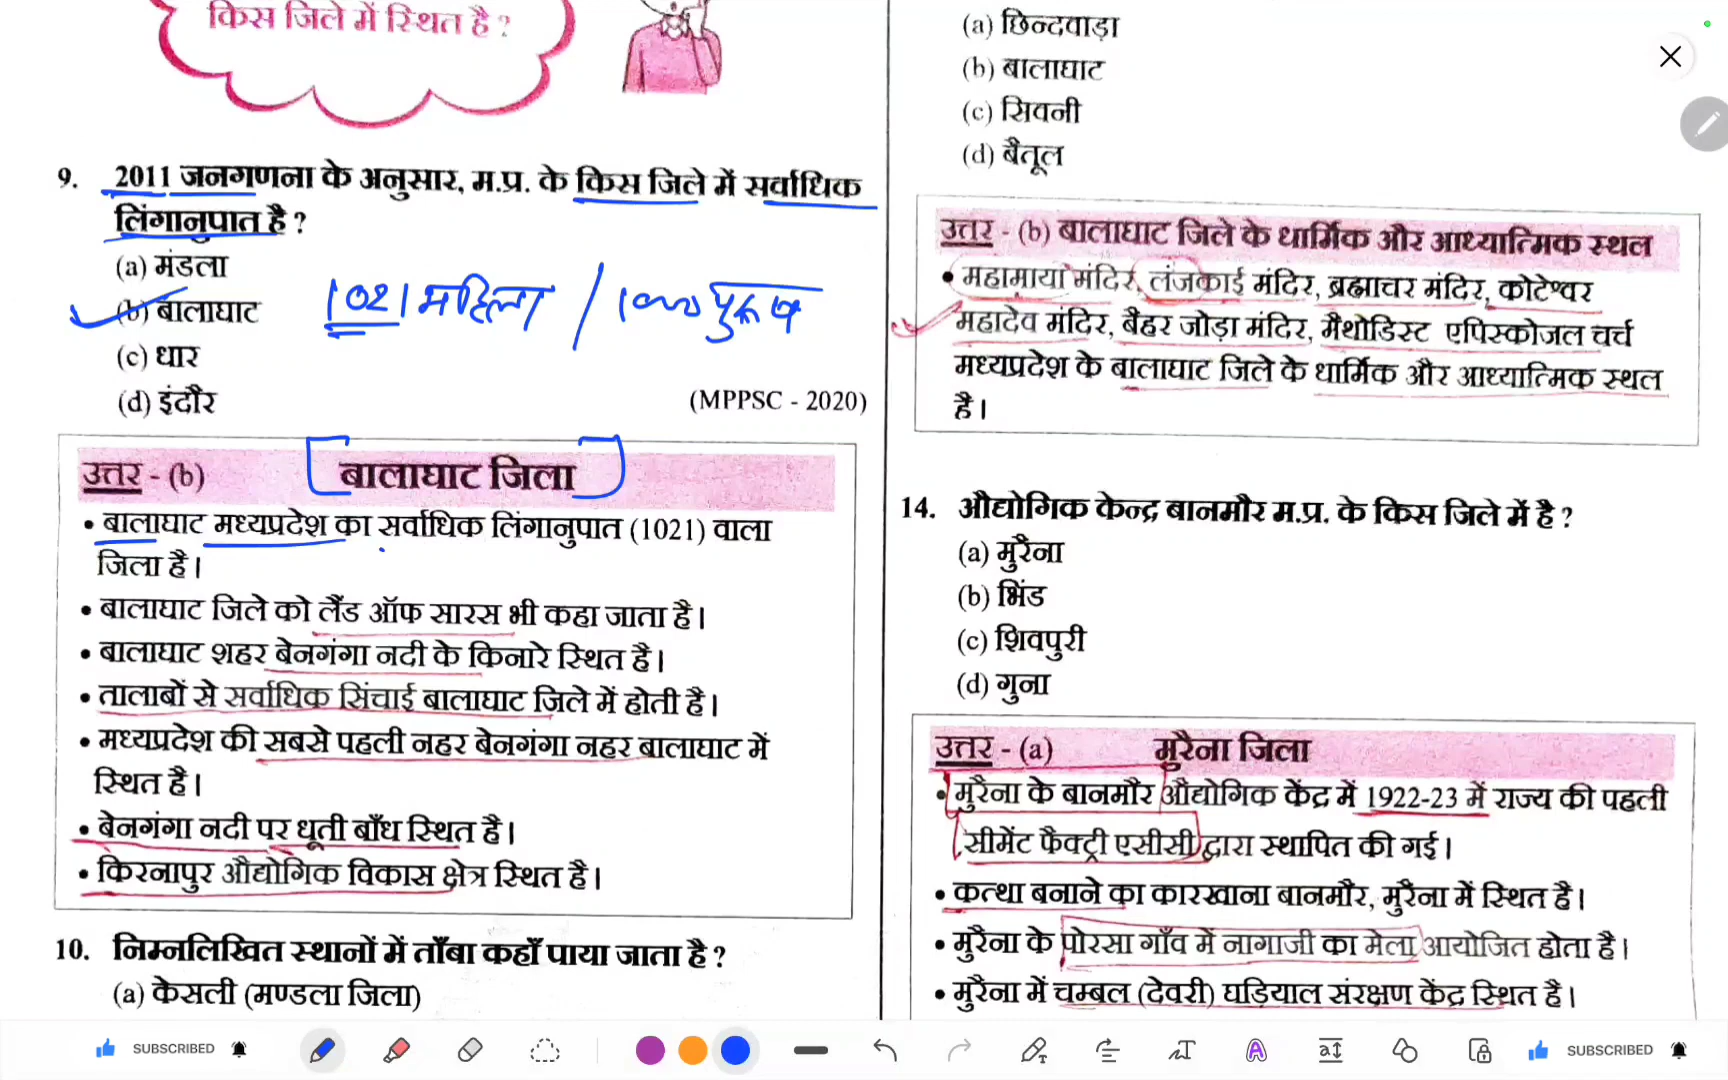 किस जिले में स्थित है ?
9. 2011 जनगणना के अनुसार, म.प्र. के किस जिले में सर्वाधिक
लिंगानुपात है ?
(a) मंडला
(b) बालाघाट
1021 महिला / 1000 पुरुष
(c) धार
(d) इंदौर
(MPPSC - 2020)
उत्तर - (b) बालाघाट जिला
• बालाघाट मध्यप्रदेश का सर्वाधिक लिंगानुपात (1021) वाला
जिला है।
• बालाघाट जिले को लैंड ऑफ सारस भी कहा जाता है।
• बालाघाट शहर बेनगंगा नदी के किनारे स्थित है।
• तालाबों से सर्वाधिक सिंचाई बालाघाट जिले में होती है।
• मध्यप्रदेश की सबसे पहली नहर बेनगंगा नहर बालाघाट में
स्थित है।
• बेनगंगा नदी पर धूती बाँध स्थित है।
• किरनापुर औद्योगिक विकास क्षेत्र स्थित है।
10. निम्नलिखित स्थानों में ताँबा कहाँ पाया जाता है ?
(a) केसली (मण्डला जिला)
(a) छिन्दवाड़ा
(b) बालाघाट
(c) सिवनी
(d) बैतूल
उत्तर - (b) बालाघाट जिले के धार्मिक और आध्यात्मिक स्थल
• महामाया मंदिर, लंजकाई मंदिर, ब्रह्माचर मंदिर, कोटेश्वर
महादेव मंदिर, बैहर जोड़ा मंदिर, मैथोडिस्ट एपिस्कोजल चर्च
मध्यप्रदेश के बालाघाट जिले के धार्मिक और आध्यात्मिक स्थल
है।
14. औद्योगिक केन्द्र बानमौर म.प्र. के किस जिले में है ?
(a) मुरैना
(b) भिंड
(c) शिवपुरी
(d) गुना
उत्तर - (a) मुरैना जिला
• मुरैना के बानमौर औद्योगिक केंद्र में 1922-23 में राज्य की पहली
सीमेंट फैक्ट्री एसीसी द्वारा स्थापित की गई।
• कत्था बनाने का कारखाना बानमौर, मुरैना में स्थित है।
• मुरैना के पोरसा गाँव में नागाजी का मेला आयोजित होता है।
• मुरैना में चम्बल (देवरी) घड़ियाल संरक्षण केंद्र स्थित है।
SUBSCRIBED
SUBSCRIBED